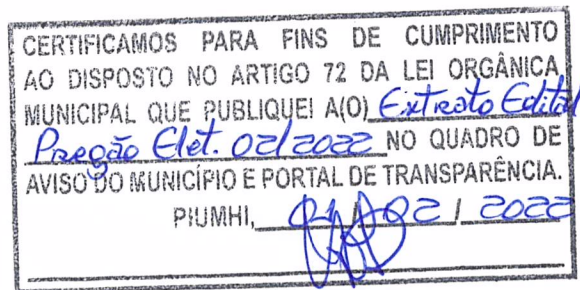 CERTIFICAMOS PARA FINS DE CUMPRIMENTO
AO DISPOSTO NO ARTIGO 72 DA LEI ORGÂNICA
MUNICIPAL QUE PUBLIQUEI A(O) Extrato Edital
Pregão Elet. 02/2022 NO QUADRO DE
AVISO DO MUNICÍPIO E PORTAL DE TRANSPARÊNCIA.
PIUMHI, / 02 / 2022